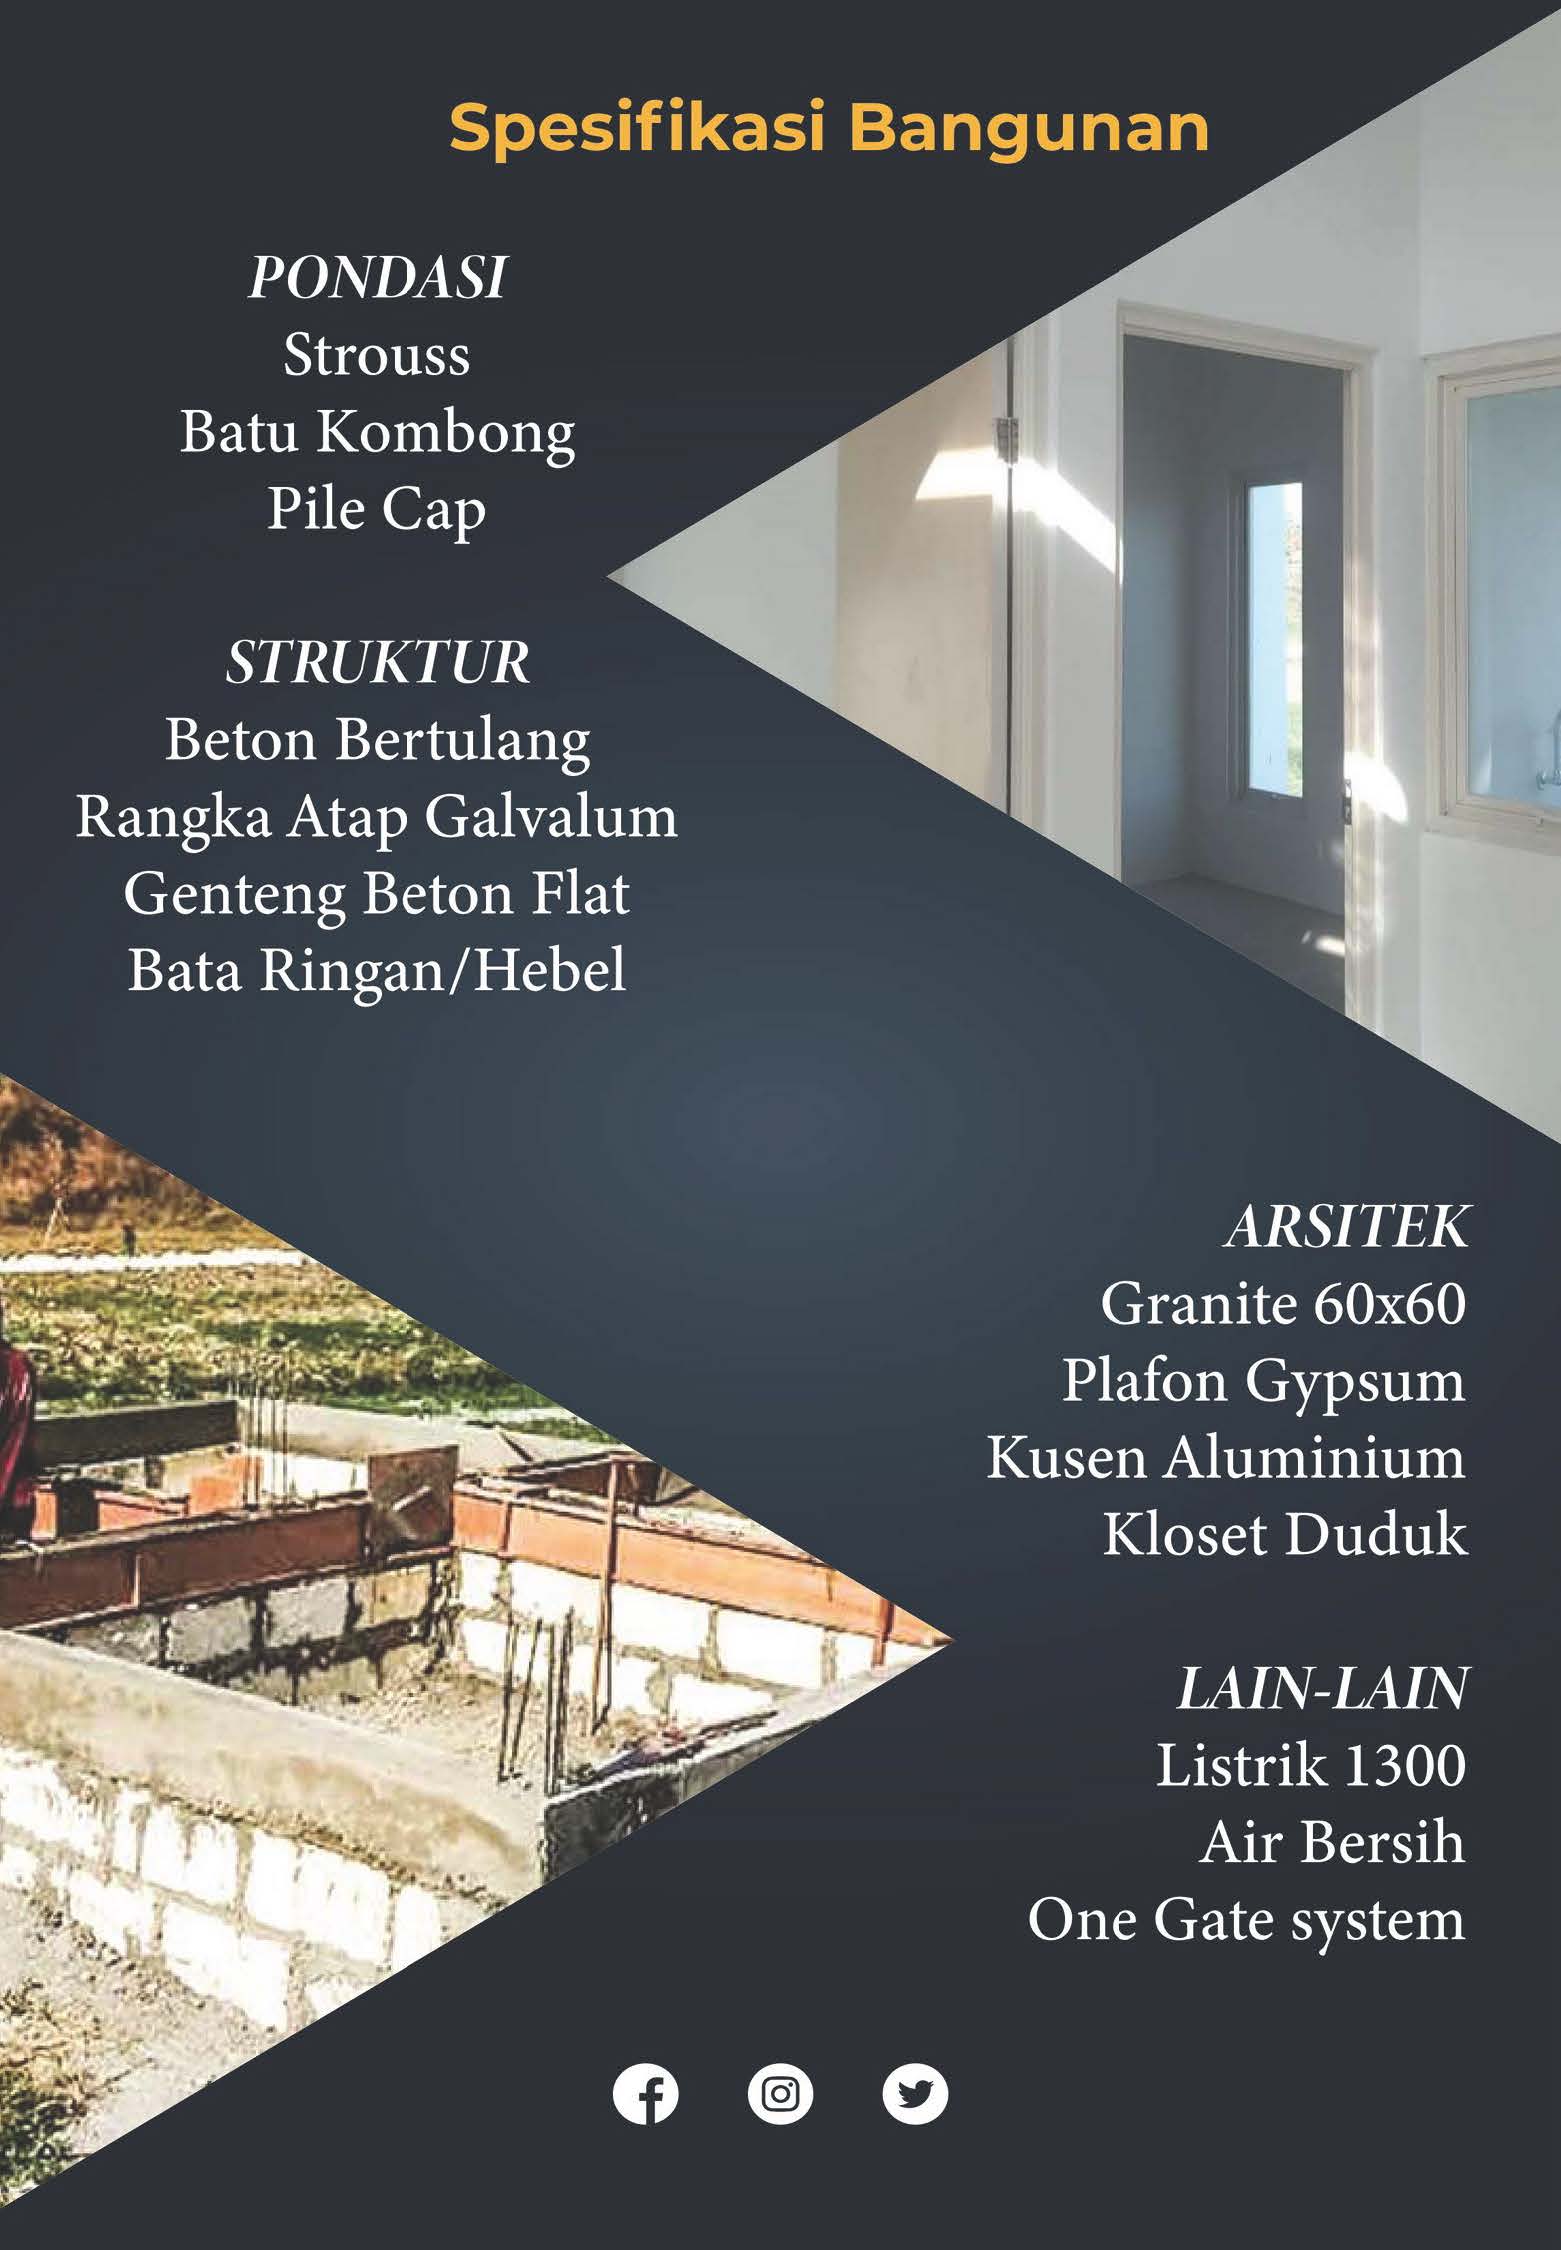 Spesifikasi Bangunan
PONDASI
Strouss
Batu Kombong
Pile Cap
STRUKTUR
Beton Bertulang
Rangka Atap Galvalum
Genteng Beton Flat
Bata Ringan/Hebel
ARSITEK
Granite 60x60
Plafon Gypsum
Kusen Aluminium
Kloset Duduk
LAIN-LAIN
Listrik 1300
Air Bersih
One Gate system